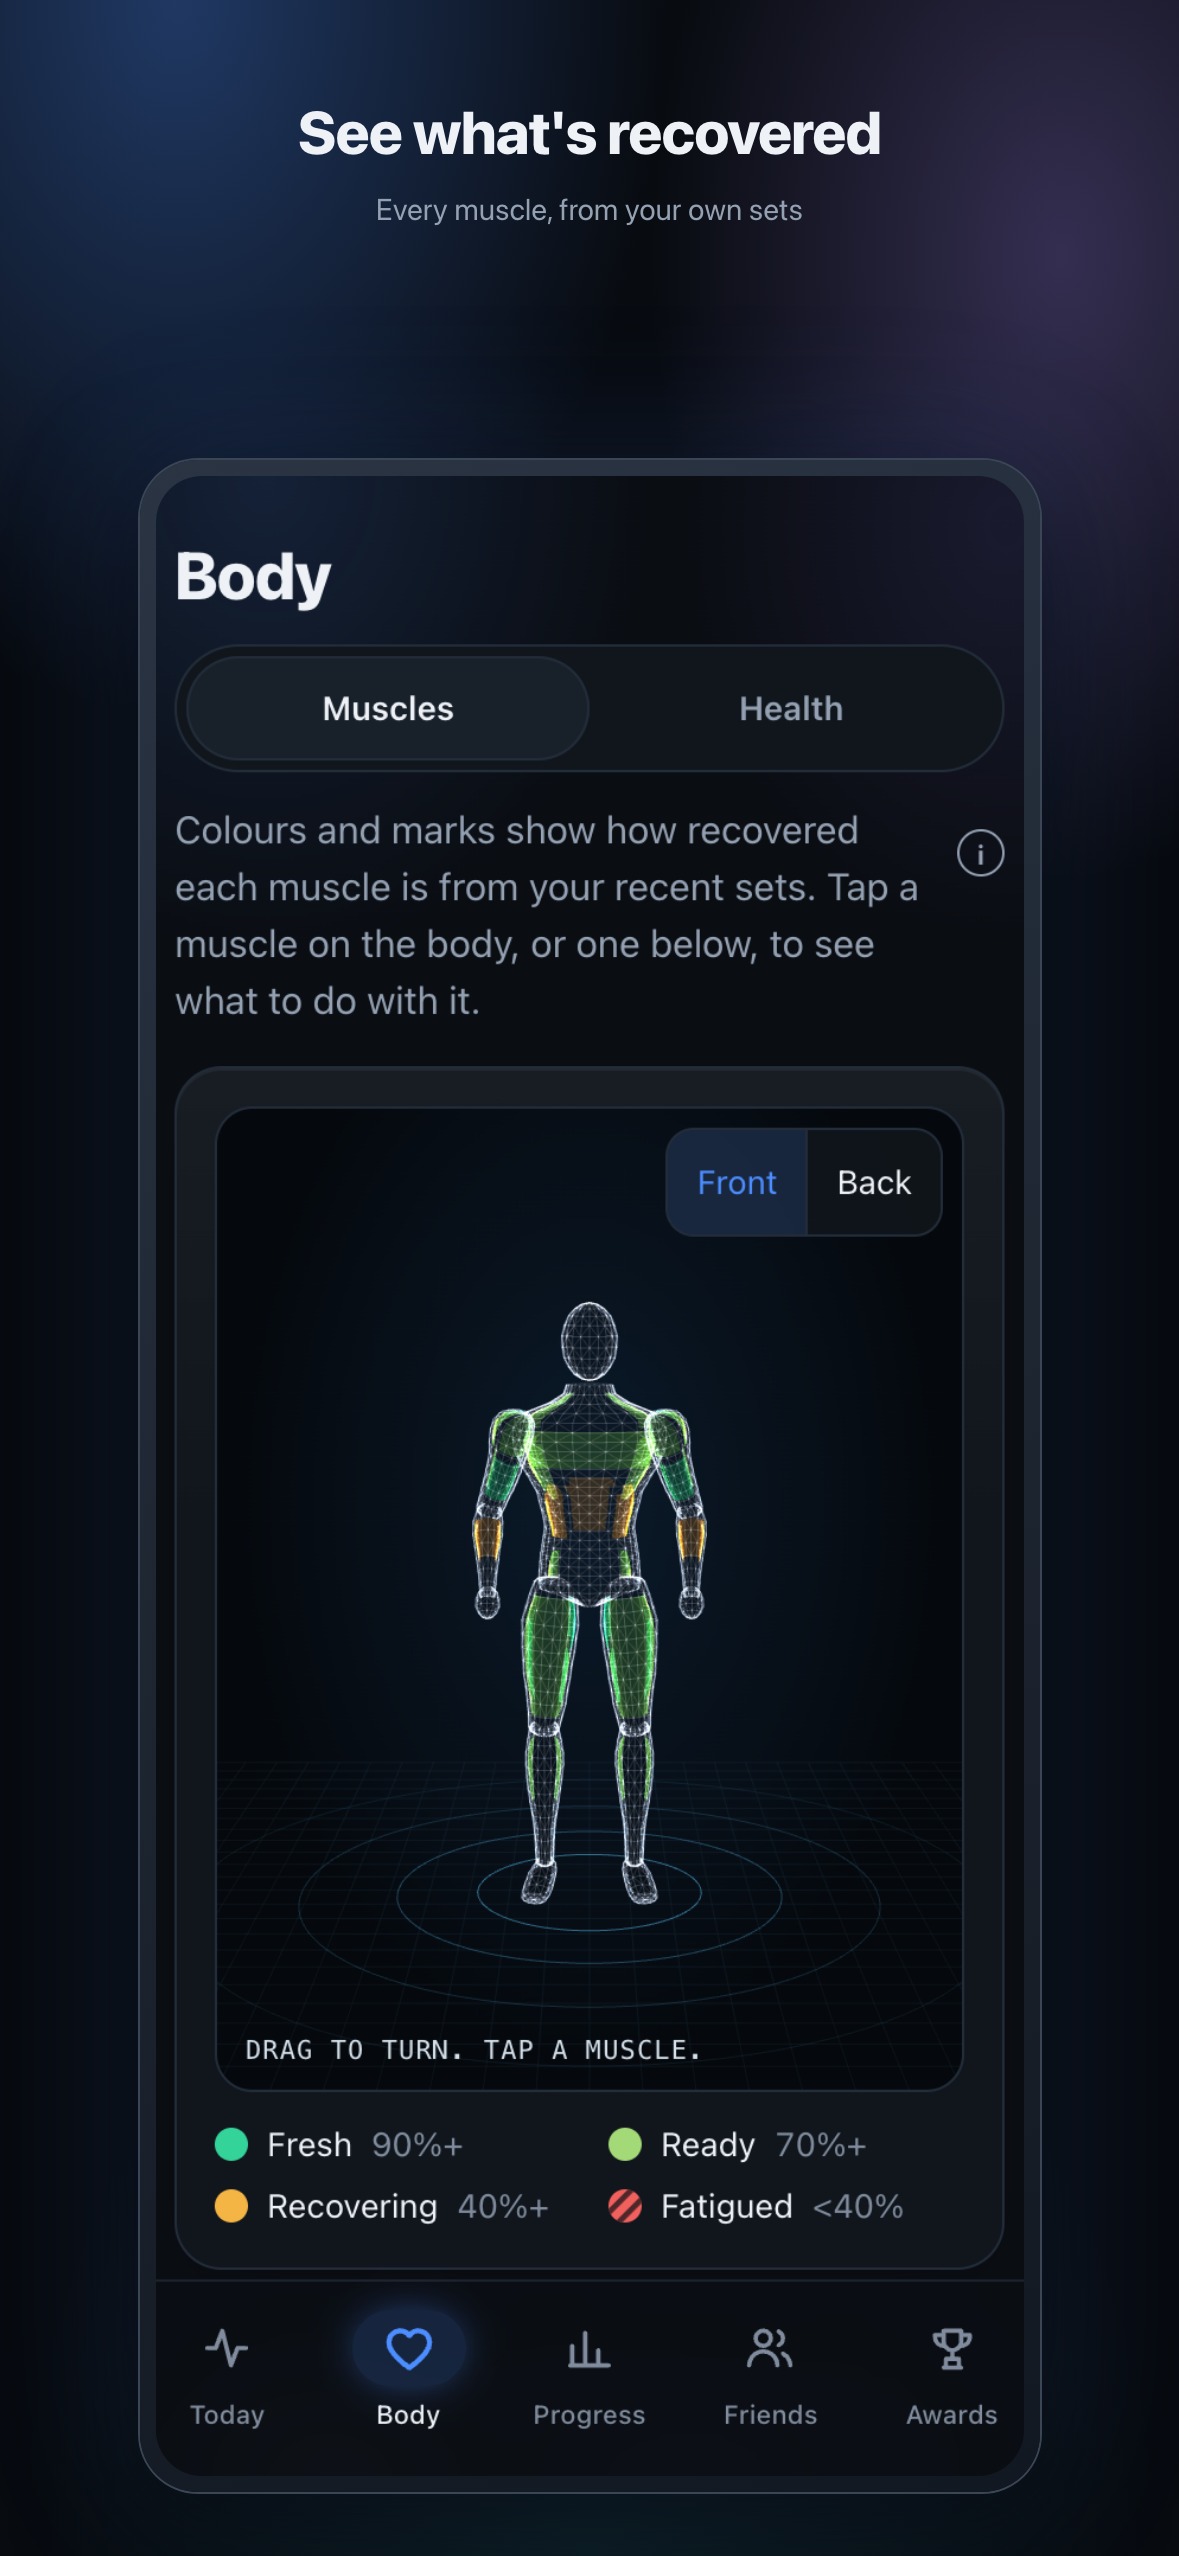 See what's recovered
Every muscle, from your own sets
Body
Muscles
Health
Colours and marks show how recovered
each muscle is from your recent sets. Tap a
muscle on the body, or one below, to see
what to do with it.
Front
Back
DRAG TO TURN. TAP A MUSCLE.
Fresh 90%+
Ready 70%+
Recovering 40%+
Fatigued <40%
Today
Body
Progress
Friends
Awards